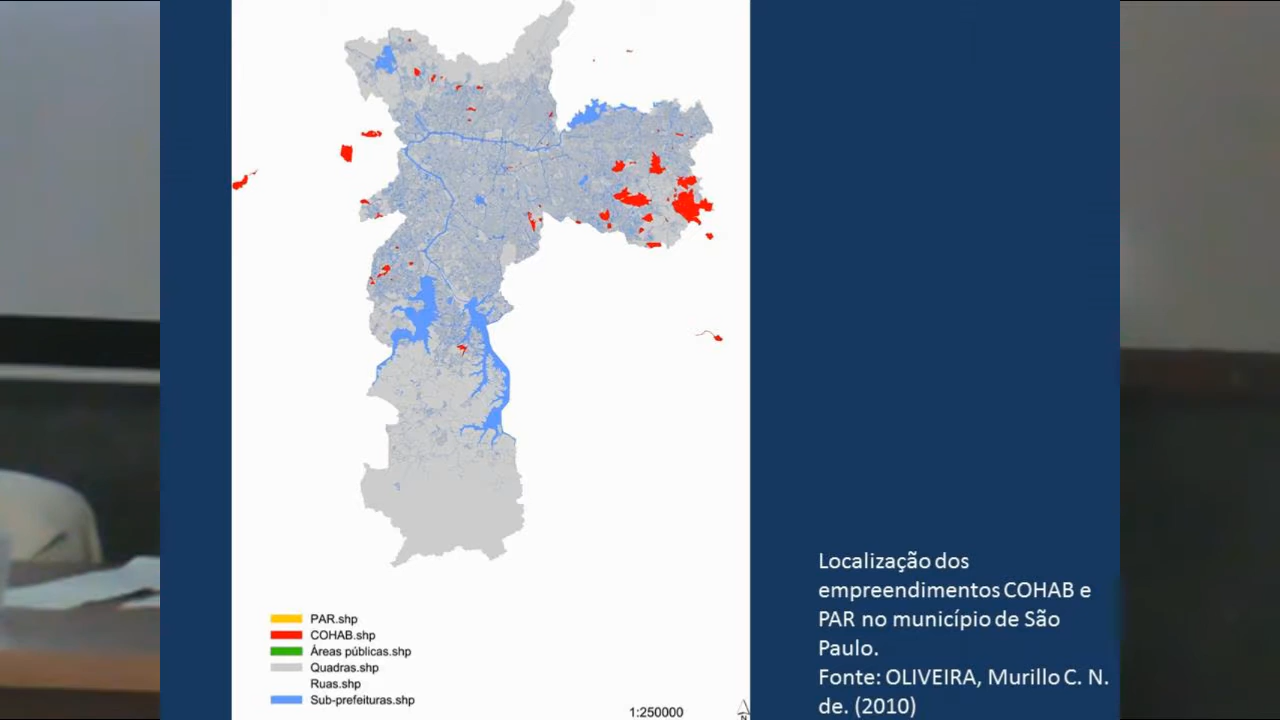 PAR.shp
COHAB.shp
Áreas públicas.shp
Quadras.shp
Ruas.shp
Sub-prefeituras.shp
1:250000
N
Localização dos
empreendimentos COHAB e
PAR no município de São
Paulo.
Fonte: OLIVEIRA, Murillo C. N.
de. (2010)